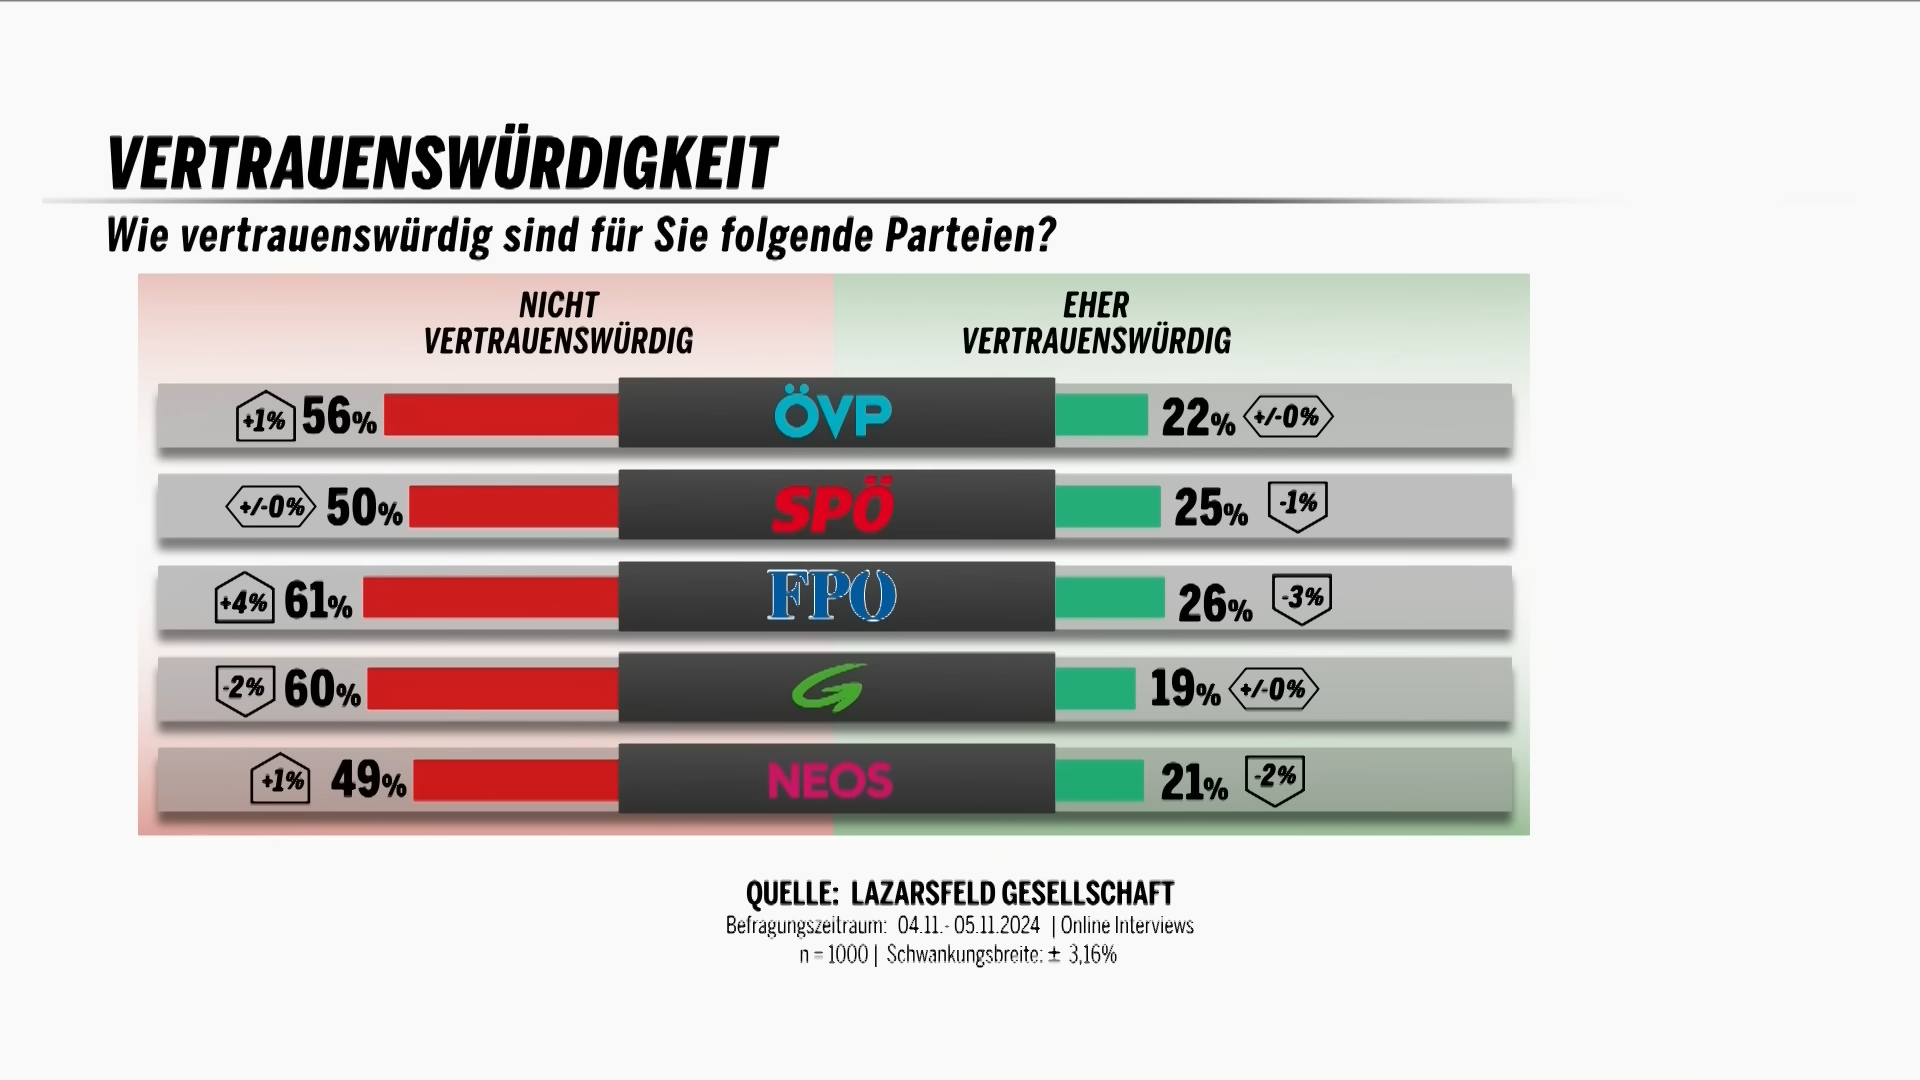 VERTRAUENSWÜRDIGKEIT
Wie vertrauenswürdig sind für Sie folgende Parteien?
NICHT
VERTRAUENSWÜRDIG
EHER
VERTRAUENSWÜRDIG
+1% 56% ÖVP 22% +/-0%
+/-0% 50% SPÖ 25% -1%
+4% 61% FPÖ 26% -3%
-2% 60% G 19% +/-0%
+1% 49% NEOS 21% -2%
QUELLE: LAZARSFELD GESELLSCHAFT
Befragungszeitraum: 04.11.- 05.11.2024 | Online Interviews
n = 1000 | Schwankungsbreite: ± 3,16%